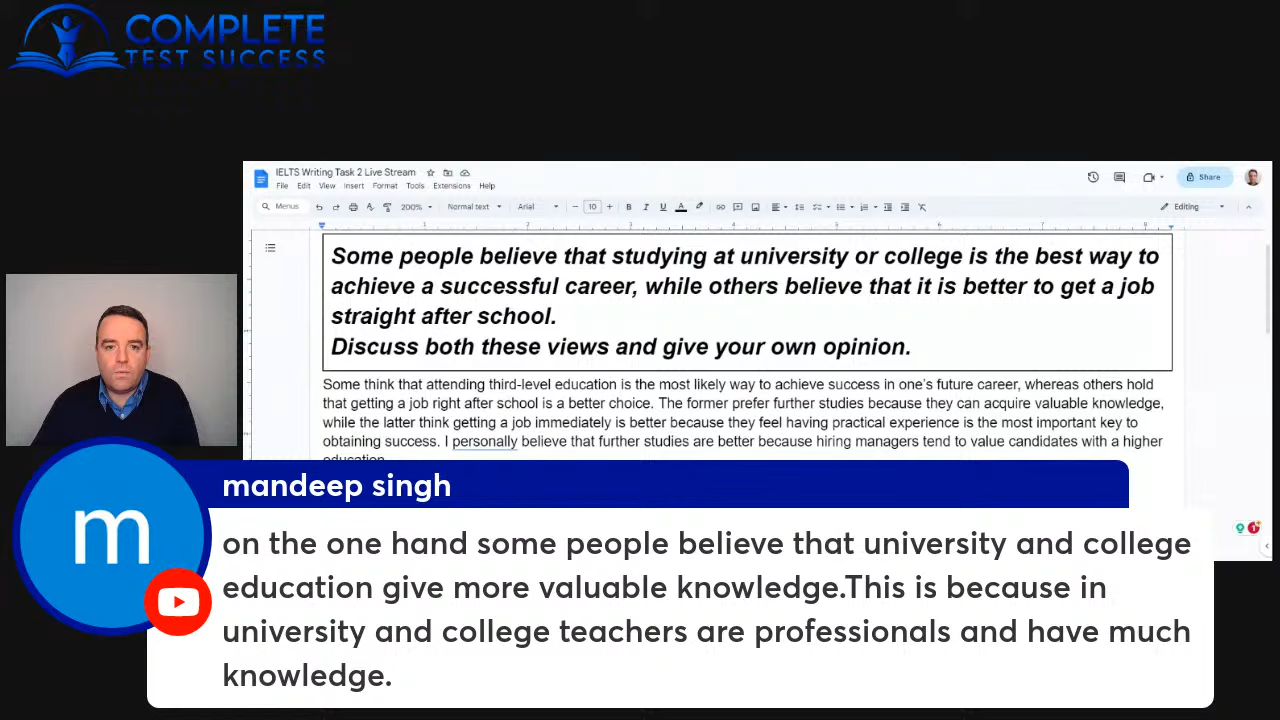 COMPLETE
TEST SUCCESS
IELTS Writing Task 2 Live Stream
File Edit View Insert Format Tools Extensions Help
Share
Menus
200%
Normal text
Arial
10
B I U A
Editing
1 2 3 4 5 6 7 8
Some people believe that studying at university or college is the best way to
achieve a successful career, while others believe that it is better to get a job
straight after school.
Discuss both these views and give your own opinion.
Some think that attending third-level education is the most likely way to achieve success in one's future career, whereas others hold
that getting a job right after school is a better choice. The former prefer further studies because they can acquire valuable knowledge,
while the latter think getting a job immediately is better because they feel having practical experience is the most important key to
obtaining success. I personally believe that further studies are better because hiring managers tend to value candidates with a higher
education.
m
mandeep singh
on the one hand some people believe that university and college
education give more valuable knowledge.This is because in
university and college teachers are professionals and have much
knowledge.